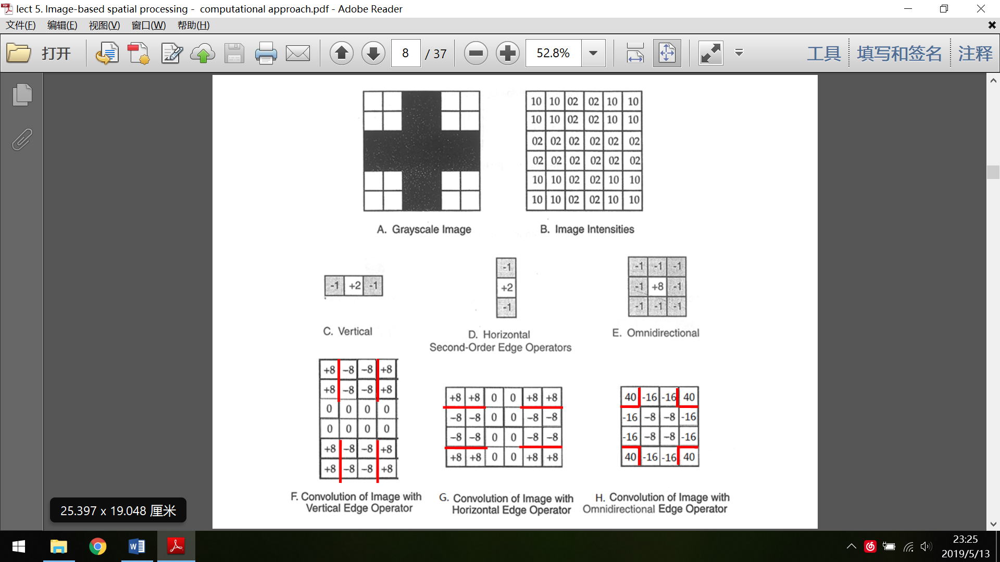 lect 5. Image-based spatial processing - computational approach.pdf - Adobe Reader
文件(F) 编辑(E) 视图(V) 窗口(W) 帮助(H)
打开 8 / 37 52.8% 工具 填写和签名 注释
10 10 02 02 10 10
10 10 02 02 10 10
02 02 02 02 02 02
02 02 02 02 02 02
10 10 02 02 10 10
10 10 02 02 10 10
A. Grayscale Image
B. Image Intensities
-1 +2 -1
C. Vertical
-1
+2
-1
D. Horizontal
Second-Order Edge Operators
-1 -1 -1
-1 +8 -1
-1 -1 -1
E. Omnidirectional
+8 −8 −8 +8
+8 −8 −8 +8
0 0 0 0
0 0 0 0
+8 −8 −8 +8
+8 −8 −8 +8
F. Convolution of Image with
Vertical Edge Operator
+8 +8 0 0 +8 +8
−8 −8 0 0 −8 −8
−8 −8 0 0 −8 −8
+8 +8 0 0 +8 +8
G. Convolution of Image with
Horizontal Edge Operator
40 -16 -16 40
-16 −8 −8 -16
-16 −8 −8 -16
40 -16 -16 40
H. Convolution of Image with
Omnidirectional Edge Operator
25.397 x 19.048 厘米
23:25
2019/5/13